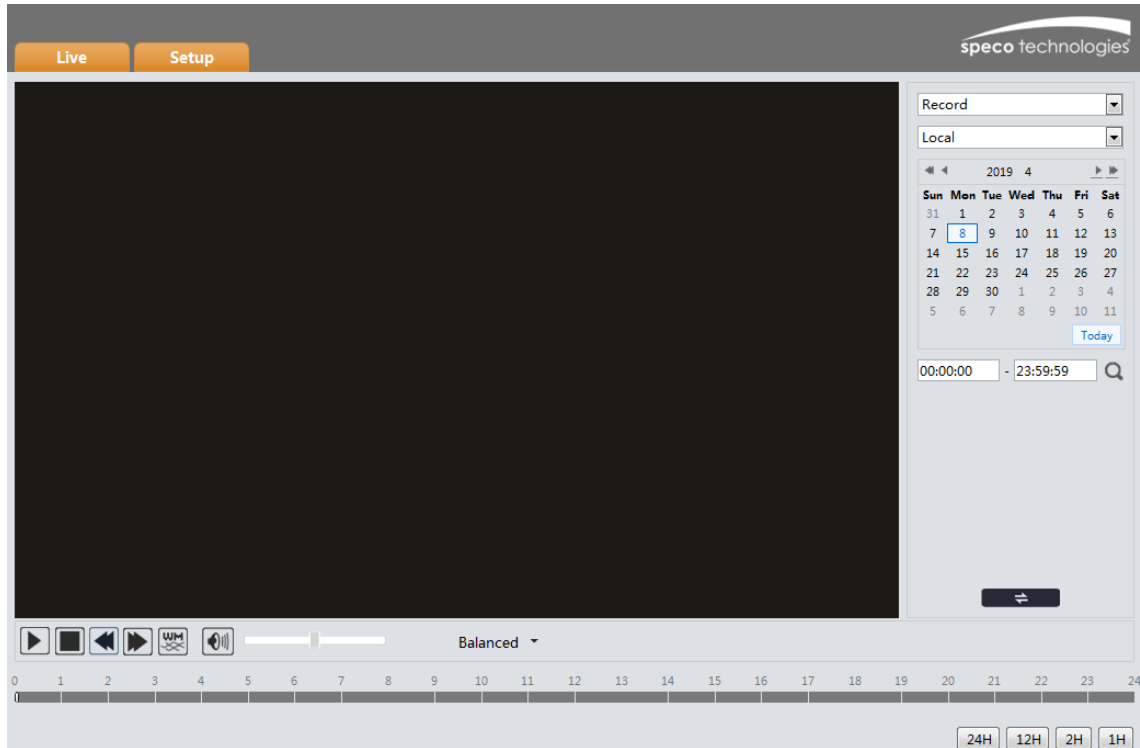 speco technologies
Live Setup
Record
Local
2019 4
Sun Mon Tue Wed Thu Fri Sat
31 1 2 3 4 5 6
7 8 9 10 11 12 13
14 15 16 17 18 19 20
21 22 23 24 25 26 27
28 29 30 1 2 3 4
5 6 7 8 9 10 11
Today
00:00:00 - 23:59:59
WM Balanced
0 1 2 3 4 5 6 7 8 9 10 11 12 13 14 15 16 17 18 19 20 21 22 23 24
24H 12H 2H 1H